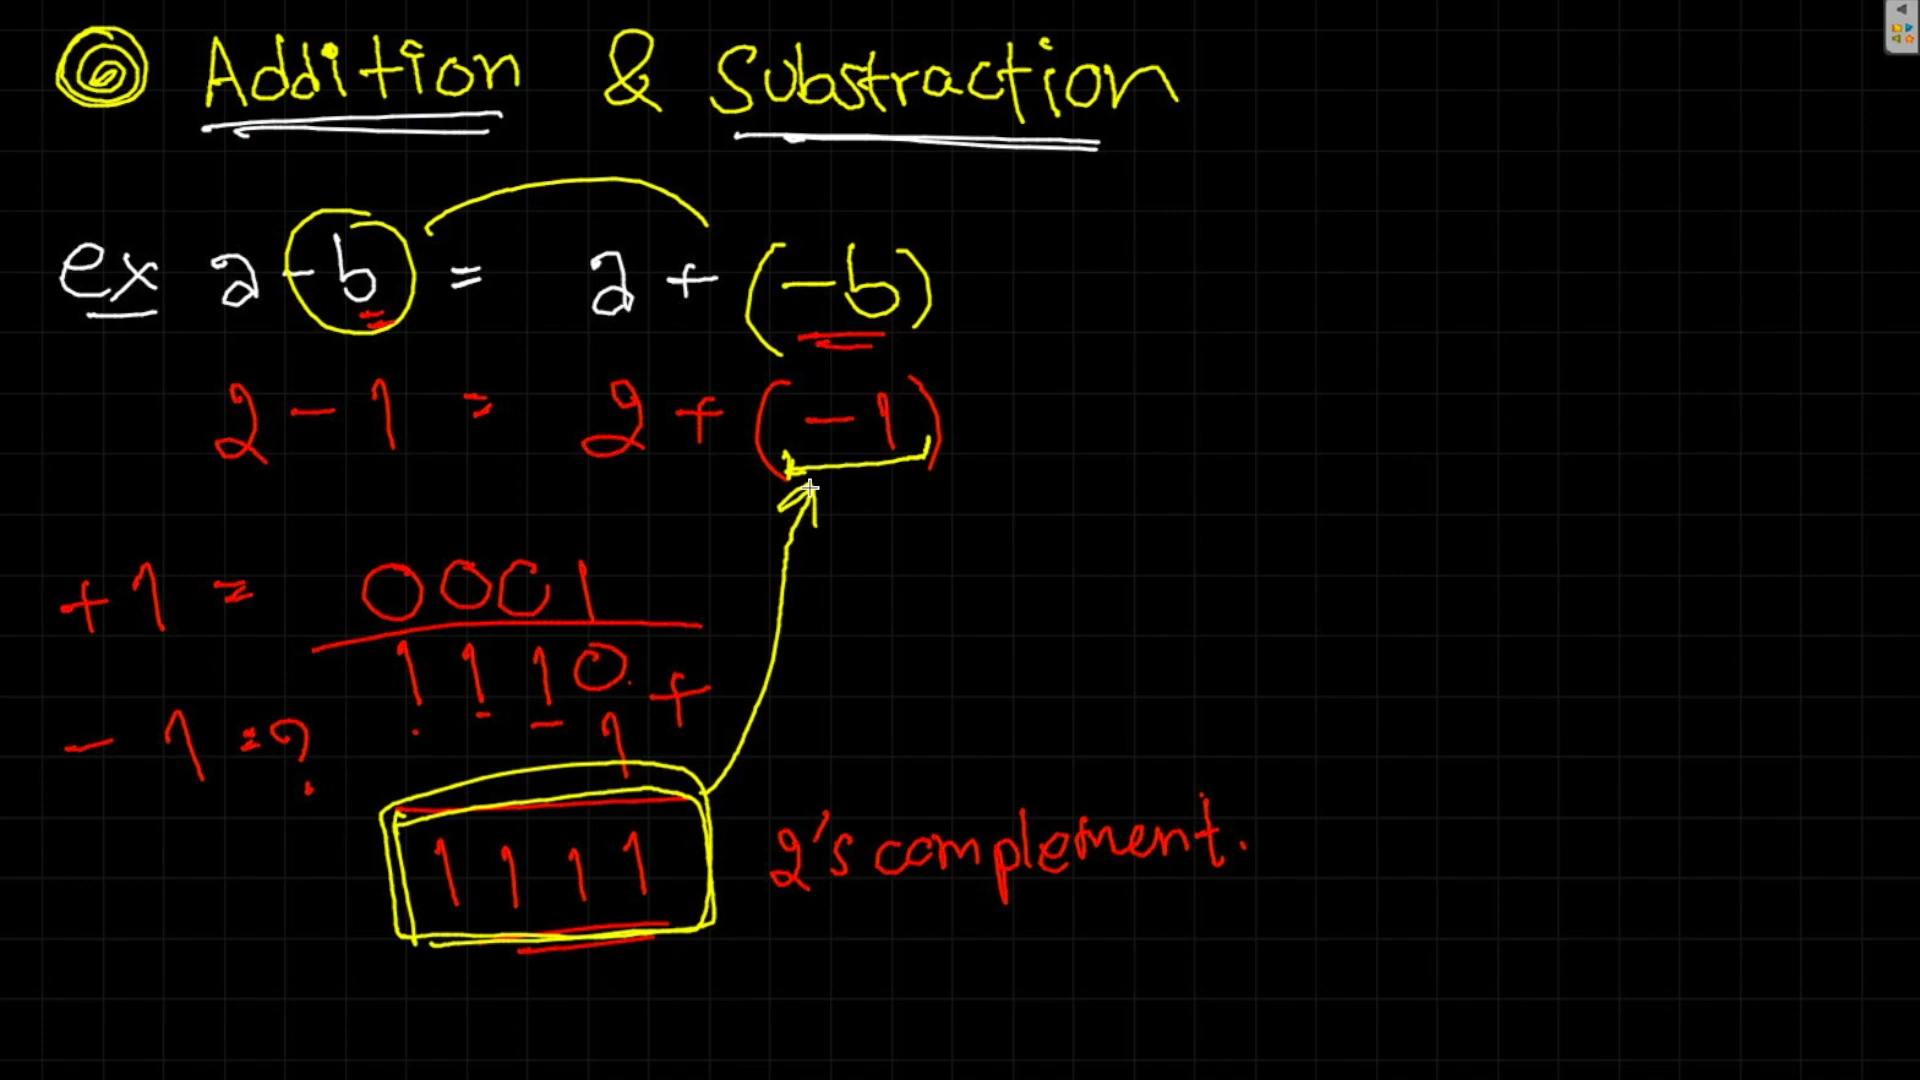 Addition & Substraction
ex a - b = a + (-b)
2 - 1 = 2 + (-1)
+1 = 0001
1110 +
-1 = ? 1
1111 2's complement.